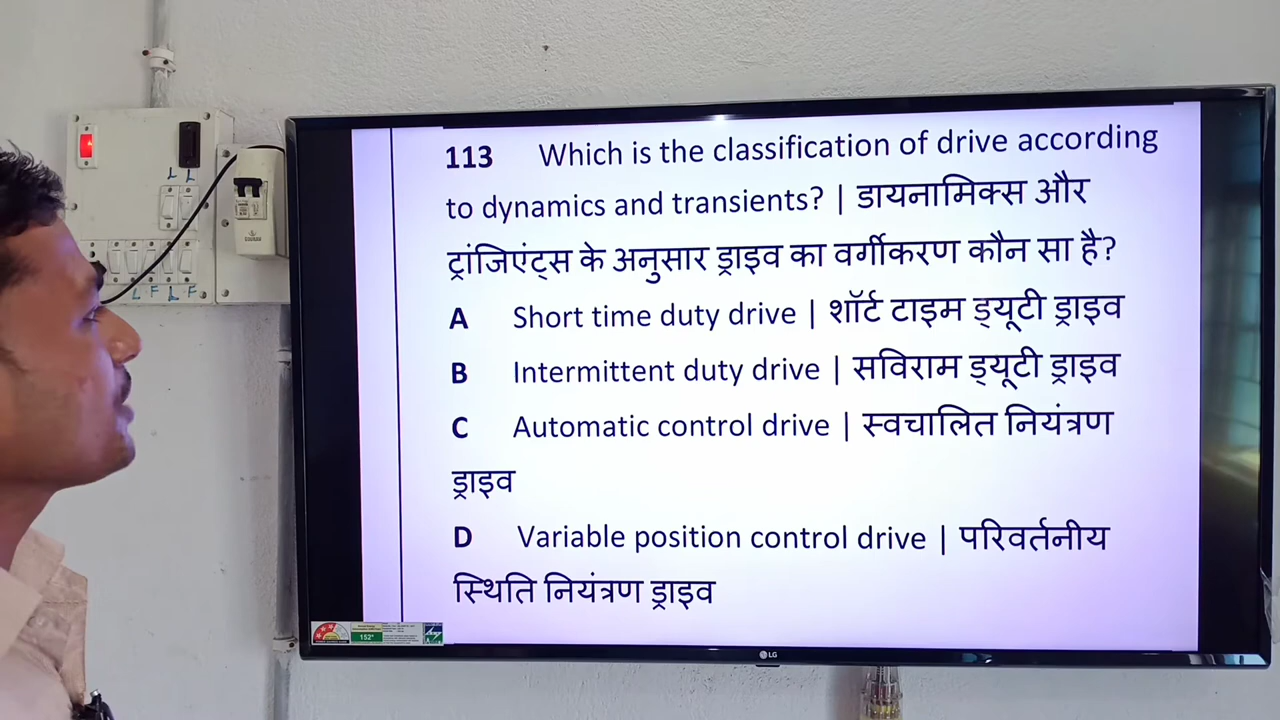 113 Which is the classification of drive according
to dynamics and transients? | डायनामिक्स और
ट्रांजिएंट्स के अनुसार ड्राइव का वर्गीकरण कौन सा है?
A Short time duty drive | शॉर्ट टाइम ड्यूटी ड्राइव
B Intermittent duty drive | सविराम ड्यूटी ड्राइव
C Automatic control drive | स्वचालित नियंत्रण
ड्राइव
D Variable position control drive | परिवर्तनीय
स्थिति नियंत्रण ड्राइव
152*
LG
L L
L F L F